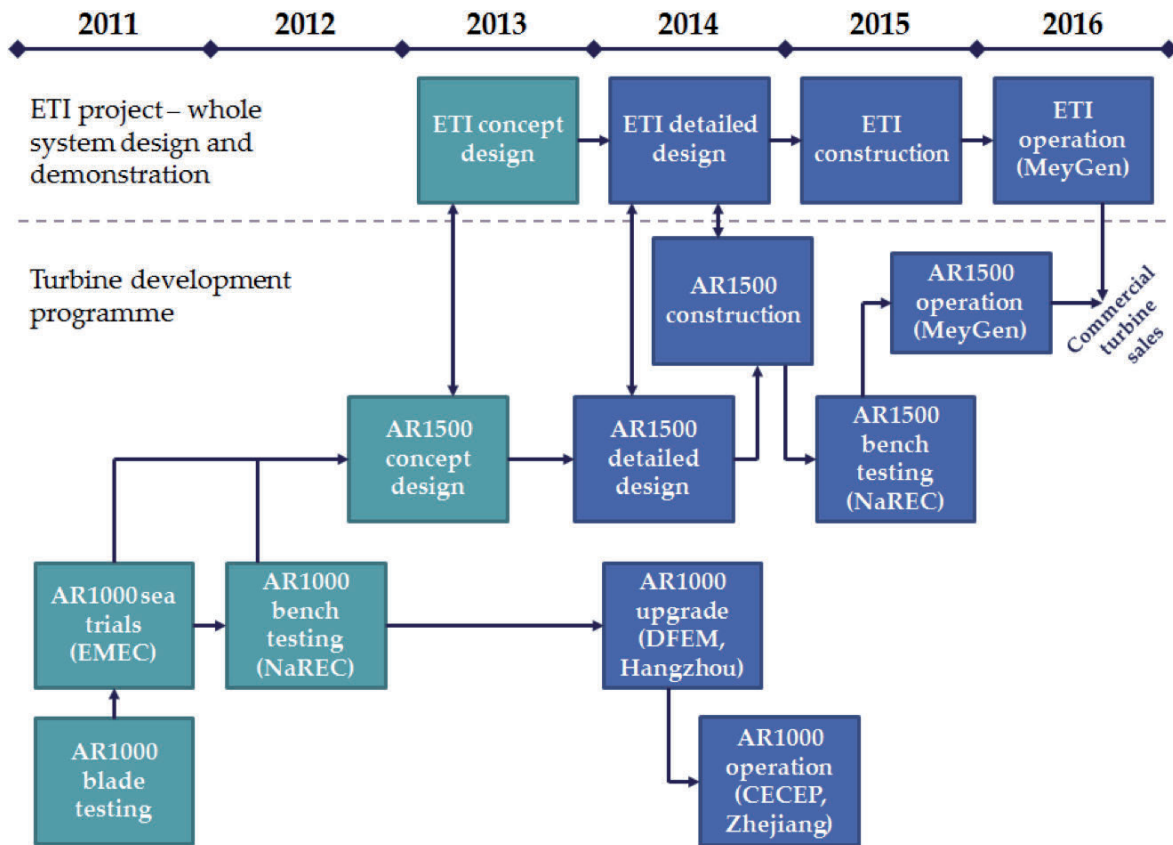 2011 2012 2013 2014 2015 2016
ETI project – whole
system design and
demonstration
ETI concept
design
ETI detailed
design
ETI
construction
ETI
operation
(MeyGen)
Turbine development
programme
AR1500
construction
AR1500
operation
(MeyGen)
Commercial
turbine
sales
AR1500
concept
design
AR1500
detailed
design
AR1500
bench
testing
(NaREC)
AR1000 sea
trials
(EMEC)
AR1000
bench
testing
(NaREC)
AR1000
upgrade
(DFEM,
Hangzhou)
AR1000
blade
testing
AR1000
operation
(CECEP,
Zhejiang)